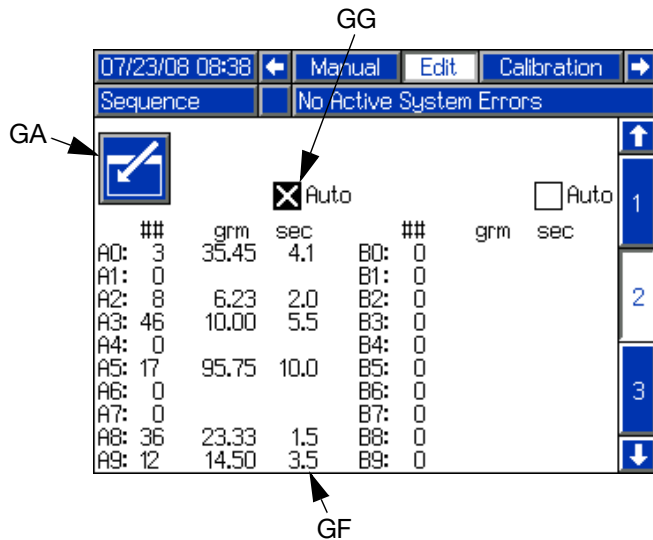 GG
07/23/08 08:38 Manual Edit Calibration
Sequence No Active System Errors
GA
Auto Auto 1
## grm sec ## grm sec
A0: 3 35.45 4.1 B0: 0
A1: 0 B1: 0
A2: 8 6.23 2.0 B2: 0 2
A3: 46 10.00 5.5 B3: 0
A4: 0 B4: 0
A5: 17 95.75 10.0 B5: 0
A6: 0 B6: 0 3
A7: 0 B7: 0
A8: 36 23.33 1.5 B8: 0
A9: 12 14.50 3.5 B9: 0
GF